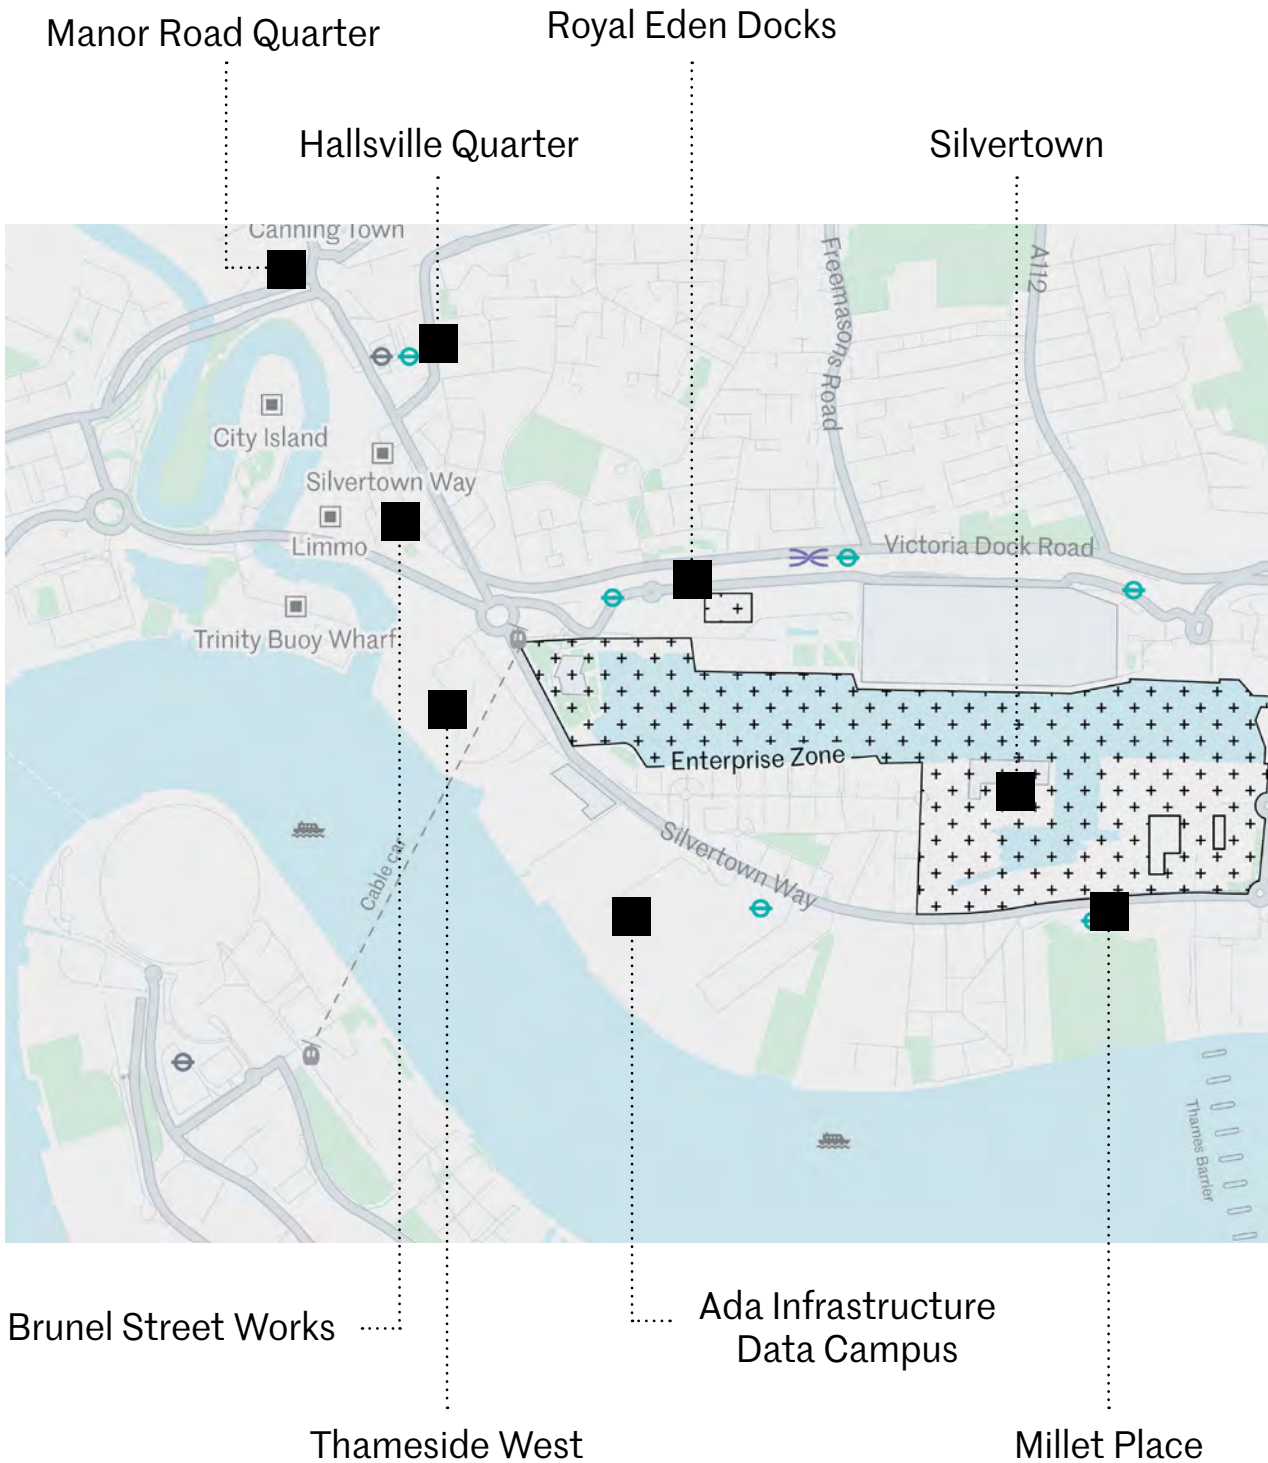 Royal Eden Docks
Manor Road Quarter
Hallsville Quarter
Silvertown
Canning Town
Freemasons Road
A112
City Island
Silvertown Way
Limmo
Victoria Dock Road
Trinity Buoy Wharf
Enterprise Zone
Silvertown Way
Cable car
Thames Barrier
Brunel Street Works
Ada Infrastructure
Data Campus
Thameside West
Millet Place